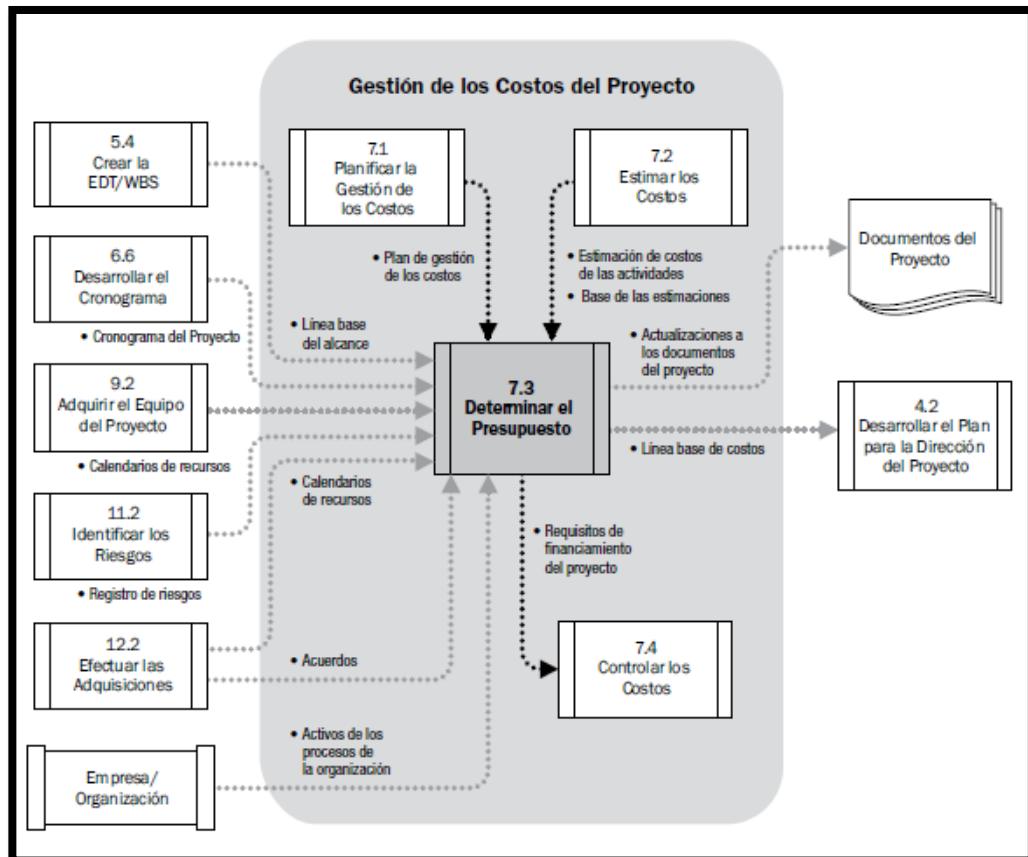 Gestión de los Costos del Proyecto
5.4
Crear la
EDT/WBS
7.1
Planificar la
Gestión de
los Costos
7.2
Estimar los
Costos
Documentos del
Proyecto
6.6
Desarrollar el
Cronograma
• Cronograma del Proyecto
• Plan de gestión
de los costos
• Estimación de costos
de las actividades
• Base de las estimaciones
• Línea base
del alcance
• Actualizaciones a
los documentos
del proyecto
9.2
Adquirir el Equipo
del Proyecto
• Calendarios de recursos
7.3
Determinar el
Presupuesto
4.2
Desarrollar el Plan
para la Dirección
del Proyecto
• Línea base de costos
• Calendarios
de recursos
11.2
Identificar los
Riesgos
• Registro de riesgos
• Requisitos de
financiamiento
del proyecto
12.2
Efectuar las
Adquisiciones
• Acuerdos
7.4
Controlar los
Costos
• Activos de los
procesos de
la organización
Empresa/
Organización